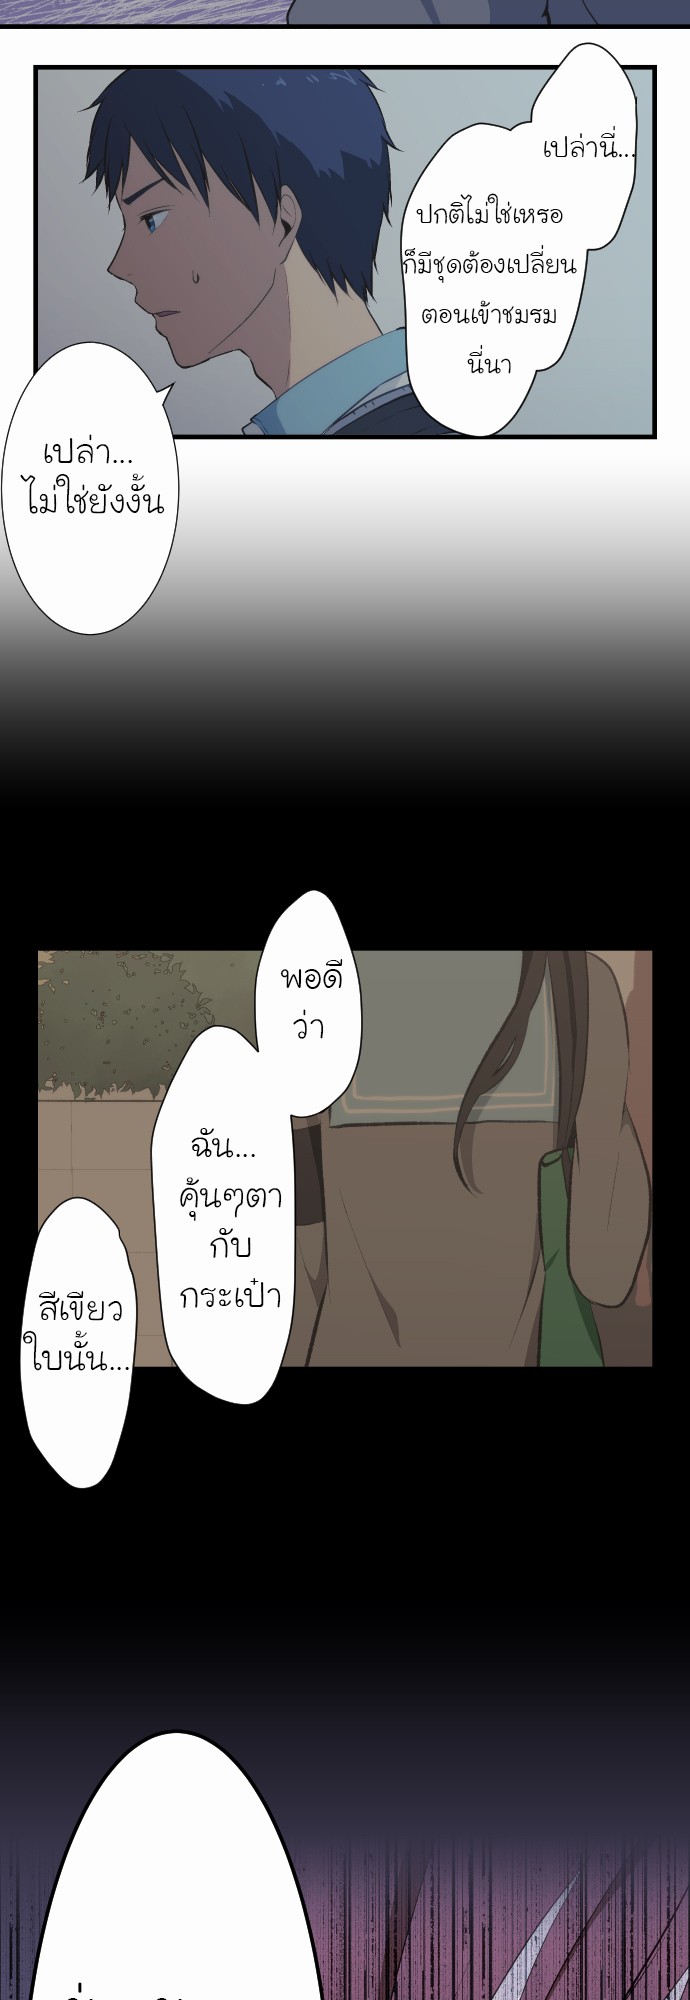 เปล่านี่...
ปกติไม่ใช่เหรอ
ก็มีชุดต้องเปลี่ยน
ตอนเข้าชมรม
นี่นา
เปล่า...
ไม่ใช่ยังงั้น
พอดี
ว่า
ฉัน...
คุ้นๆตา
กับ
กระเป๋า
สีเขียว
ใบนั้น...